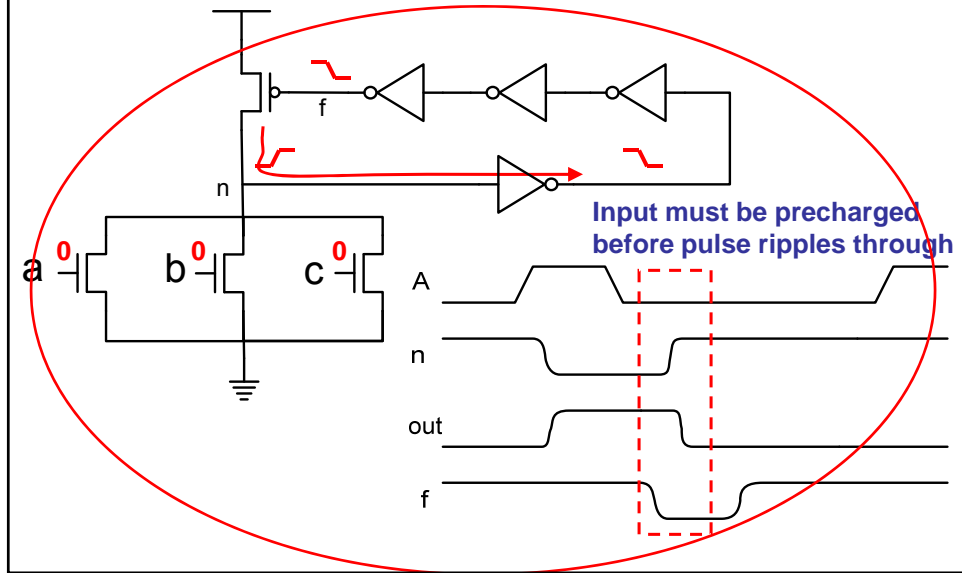 f
n
0 0 0
a b c
Input must be precharged
before pulse ripples through
A
n
out
f